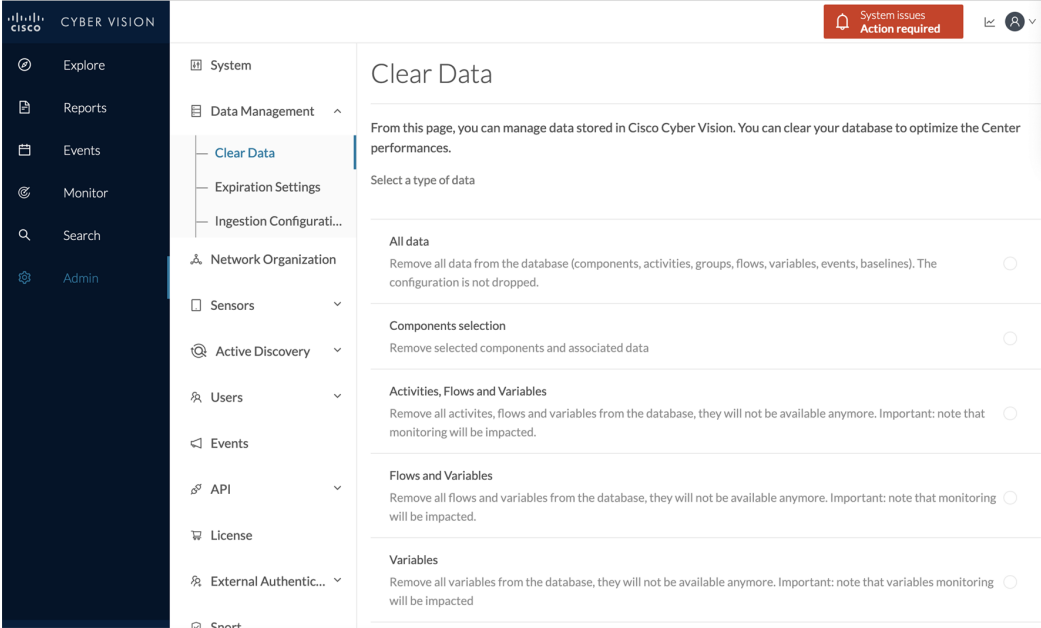 CISCO
CYBER VISION
System issues
Action required
Explore
Reports
Events
Monitor
Search
Admin
System
Data Management
Clear Data
Expiration Settings
Ingestion Configurati...
Network Organization
Sensors
Active Discovery
Users
Events
API
License
External Authentic...
Snort
Clear Data
From this page, you can manage data stored in Cisco Cyber Vision. You can clear your database to optimize the Center
performances.
Select a type of data
All data
Remove all data from the database (components, activities, groups, flows, variables, events, baselines). The
configuration is not dropped.
Components selection
Remove selected components and associated data
Activities, Flows and Variables
Remove all activites, flows and variables from the database, they will not be available anymore. Important: note that
monitoring will be impacted.
Flows and Variables
Remove all flows and variables from the database, they will not be available anymore. Important: note that monitoring
will be impacted.
Variables
Remove all variables from the database, they will not be available anymore. Important: note that variables monitoring
will be impacted